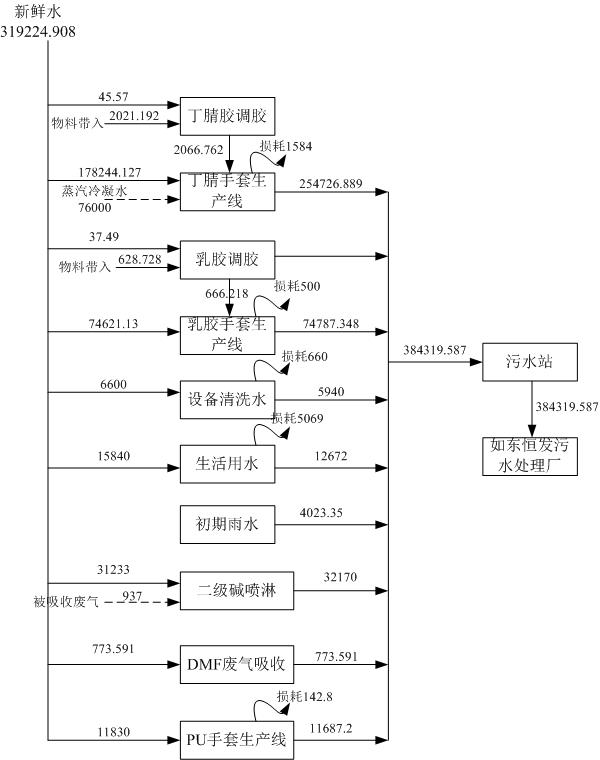 新鲜水
319224.908
45.57
物料带入
2021.192
丁腈胶调胶
2066.762
损耗1584
178244.127
蒸汽冷凝水
76000
丁腈手套生
产线
254726.889
37.49
物料带入
628.728
乳胶调胶
666.218
损耗500
74621.13
乳胶手套生
产线
74787.348
384319.587
污水站
损耗660
6600
设备清洗水
5940
384319.587
损耗5069
如东恒发污
水处理厂
15840
生活用水
12672
初期雨水
4023.35
31233
被吸收废气
937
二级碱喷淋
32170
773.591
DMF废气吸收
773.591
损耗142.8
11830
PU手套生产线
11687.2